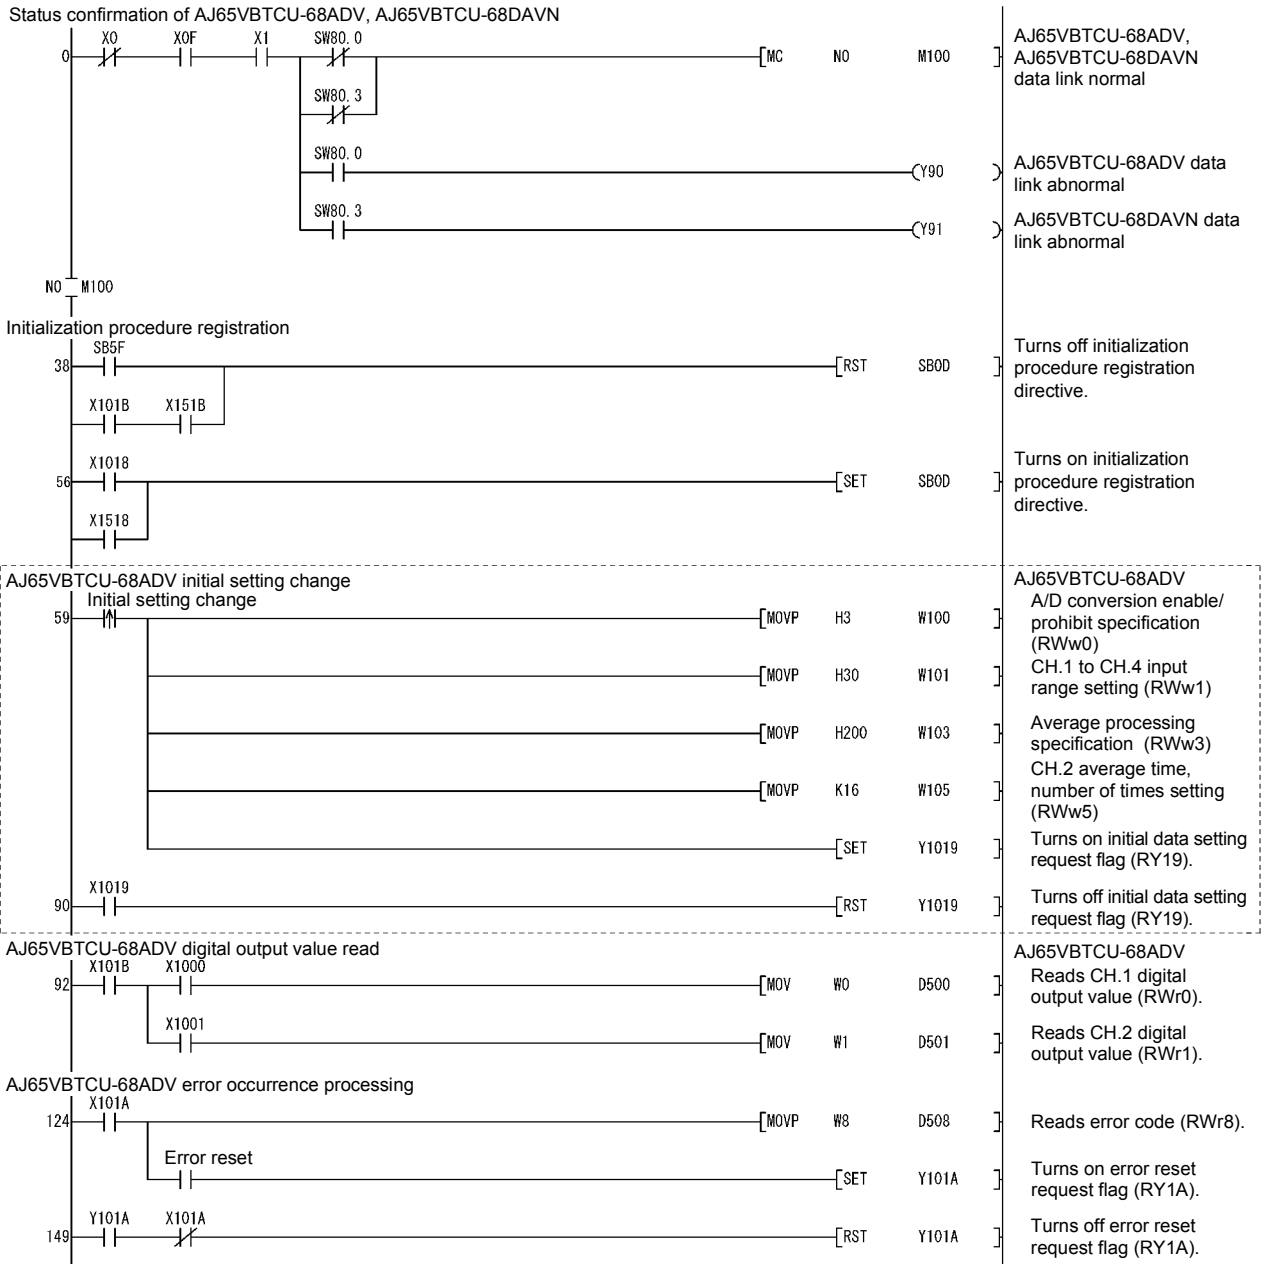 Status confirmation of AJ65VBTCU-68ADV, AJ65VBTCU-68DAVN
X0 X0F X1 SW80.0
0 [MC N0 M100 ]
AJ65VBTCU-68ADV,
AJ65VBTCU-68DAVN
data link normal
SW80.3
SW80.0
(Y90 )
AJ65VBTCU-68ADV data
link abnormal
SW80.3
(Y91 )
AJ65VBTCU-68DAVN data
link abnormal
N0 M100
Initialization procedure registration
SB5F
38 [RST SB0D ]
Turns off initialization
procedure registration
directive.
X101B X151B
X1018
56 [SET SB0D ]
Turns on initialization
procedure registration
directive.
X1518
AJ65VBTCU-68ADV initial setting change
AJ65VBTCU-68ADV
Initial setting change
59 [MOVP H3 W100 ]
A/D conversion enable/
prohibit specification
(RWw0)
[MOVP H30 W101 ]
CH.1 to CH.4 input
range setting (RWw1)
[MOVP H200 W103 ]
Average processing
specification (RWw3)
[MOVP K16 W105 ]
CH.2 average time,
number of times setting
(RWw5)
[SET Y1019 ]
Turns on initial data setting
request flag (RY19).
X1019
90 [RST Y1019 ]
Turns off initial data setting
request flag (RY19).
AJ65VBTCU-68ADV digital output value read
AJ65VBTCU-68ADV
X101B X1000
92 [MOV W0 D500 ]
Reads CH.1 digital
output value (RWr0).
X1001
[MOV W1 D501 ]
Reads CH.2 digital
output value (RWr1).
AJ65VBTCU-68ADV error occurrence processing
X101A
124 [MOVP W8 D508 ]
Reads error code (RWr8).
Error reset
[SET Y101A ]
Turns on error reset
request flag (RY1A).
Y101A X101A
149 [RST Y101A ]
Turns off error reset
request flag (RY1A).